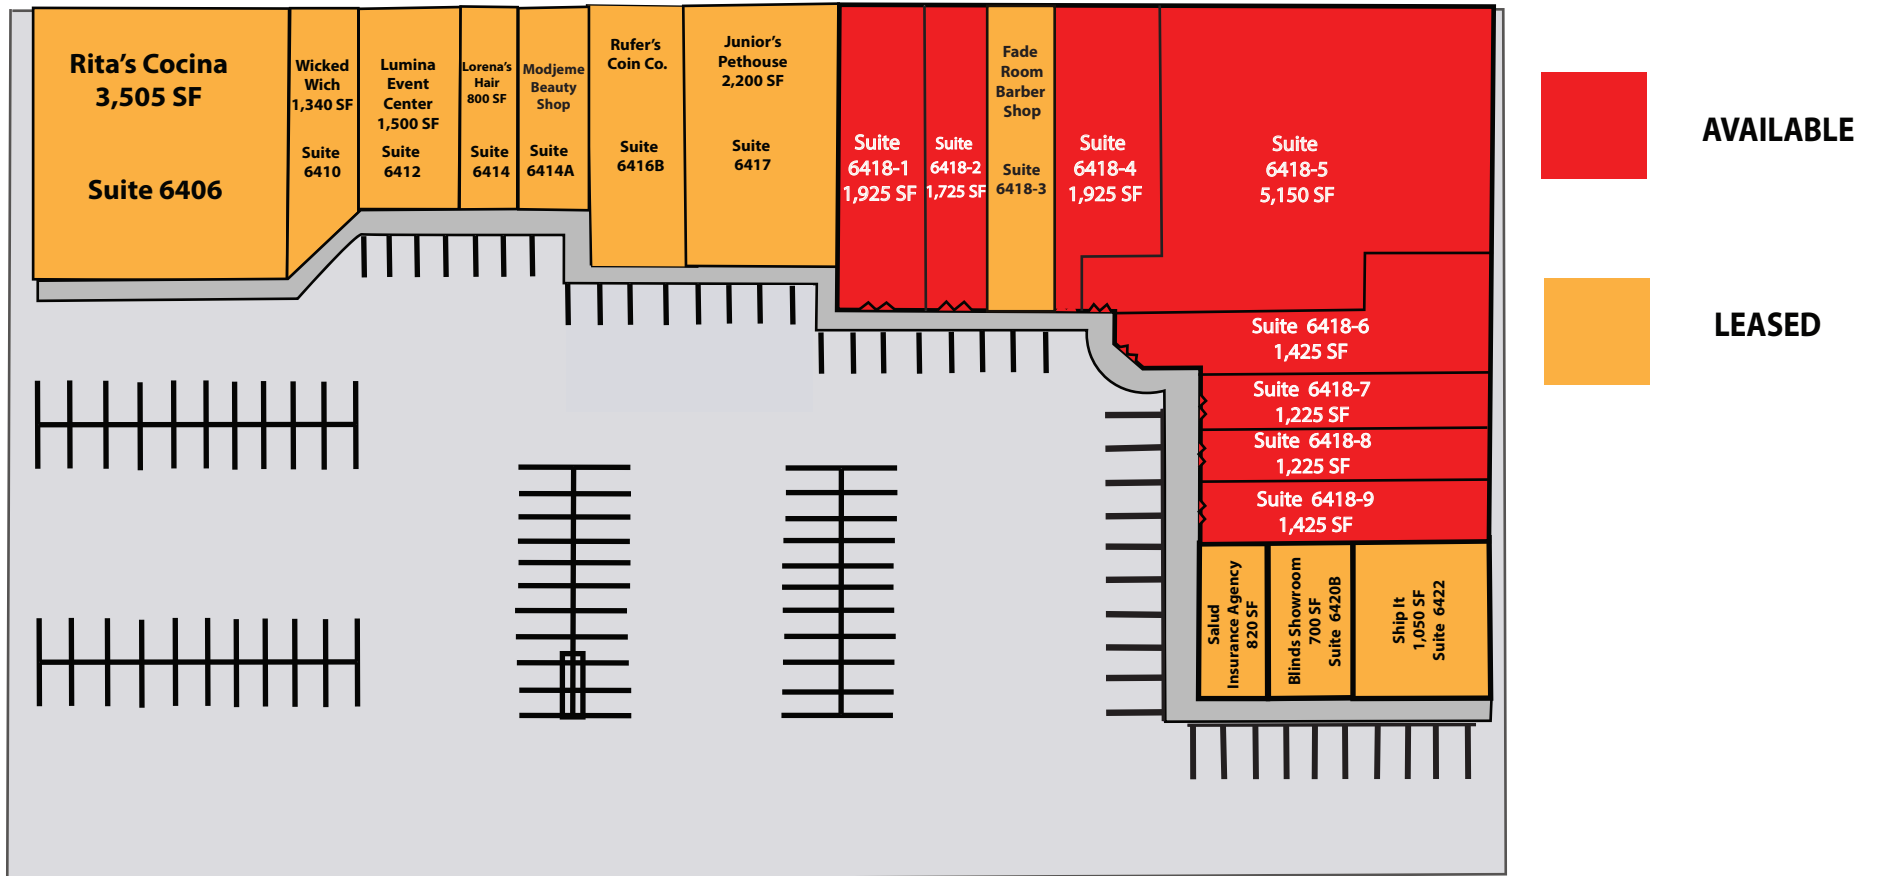 Rita’s Cocina
3,505 SF
Suite 6406
Wicked
Wich
1,340 SF
Suite
6410
Lumina
Event
Center
1,500 SF
Suite
6412
Lorena’s
Hair
800 SF
Suite
6414
Modjeme
Beauty
Shop
Suite
6414A
Rufer’s
Coin Co.
Suite
6416B
Junior’s
Pethouse
2,200 SF
Suite
6417
Suite
6418-1
1,925 SF
Suite
6418-2
1,725 SF
Fade
Room
Barber
Shop
Suite
6418-3
Suite
6418-4
1,925 SF
Suite
6418-5
5,150 SF
Suite 6418-6
1,425 SF
Suite 6418-7
1,225 SF
Suite 6418-8
1,225 SF
Suite 6418-9
1,425 SF
Salud
Insurance Agency
820 SF
Blinds Showroom
700 SF
Suite 6420B
Ship It
1,050 SF
Suite 6422
AVAILABLE
LEASED